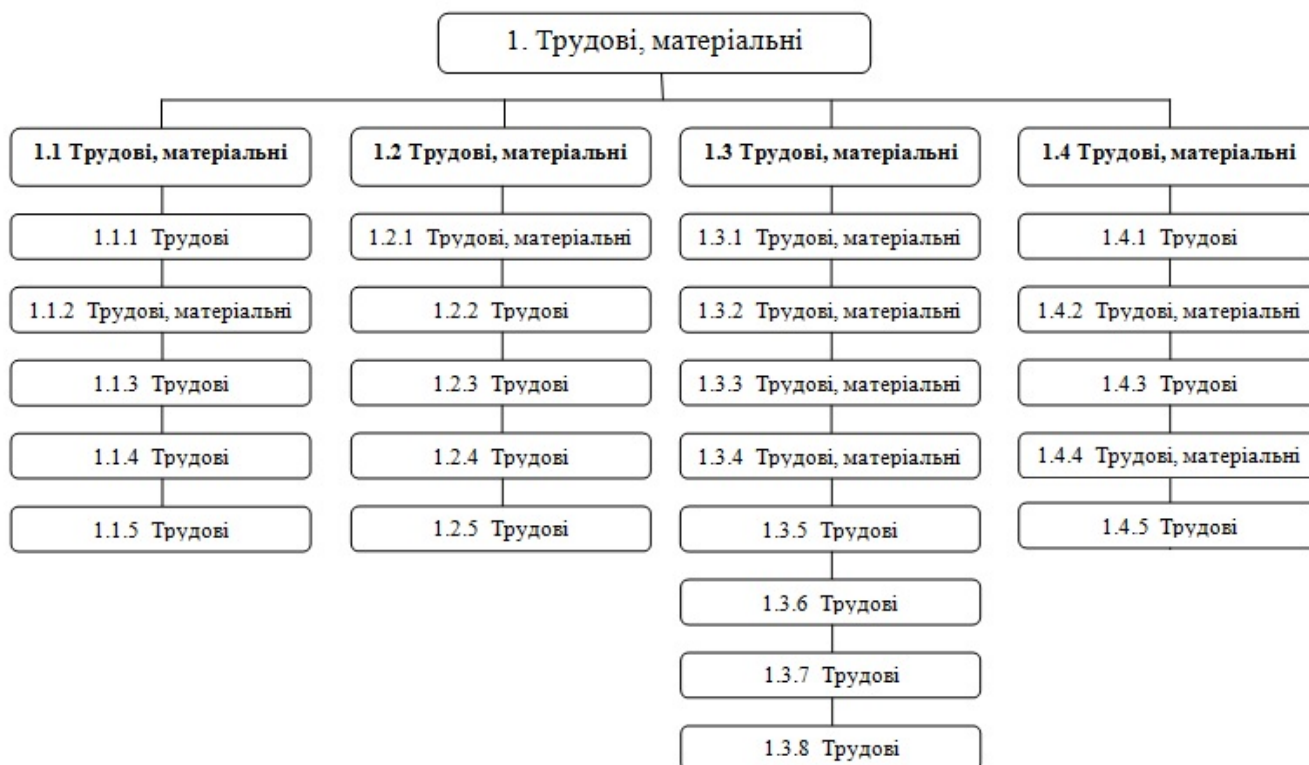 1. Трудові, матеріальні
1.1 Трудові, матеріальні
1.1.1 Трудові
1.1.2 Трудові, матеріальні
1.1.3 Трудові
1.1.4 Трудові
1.1.5 Трудові
1.2 Трудові, матеріальні
1.2.1 Трудові, матеріальні
1.2.2 Трудові
1.2.3 Трудові
1.2.4 Трудові
1.2.5 Трудові
1.3 Трудові, матеріальні
1.3.1 Трудові, матеріальні
1.3.2 Трудові, матеріальні
1.3.3 Трудові, матеріальні
1.3.4 Трудові, матеріальні
1.3.5 Трудові
1.3.6 Трудові
1.3.7 Трудові
1.3.8 Трудові
1.4 Трудові, матеріальні
1.4.1 Трудові
1.4.2 Трудові, матеріальні
1.4.3 Трудові
1.4.4 Трудові, матеріальні
1.4.5 Трудові